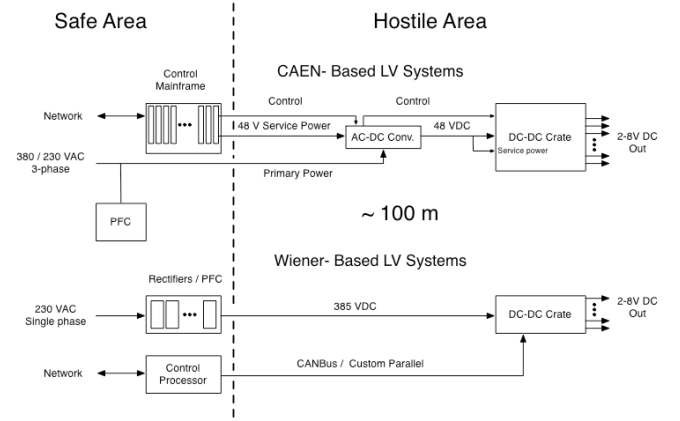 Safe Area
Hostile Area
CAEN- Based LV Systems
Control
Mainframe
Network
Control
Control
48 V Service Power
AC-DC Conv.
48 VDC
DC-DC Crate
Service power
2-8V DC
Out
380 / 230 VAC
3-phase
Primary Power
PFC
~ 100 m
Wiener- Based LV Systems
Rectifiers / PFC
230 VAC
Single phase
385 VDC
DC-DC Crate
2-8V DC
Out
Network
Control
Processor
CANBus / Custom Parallel